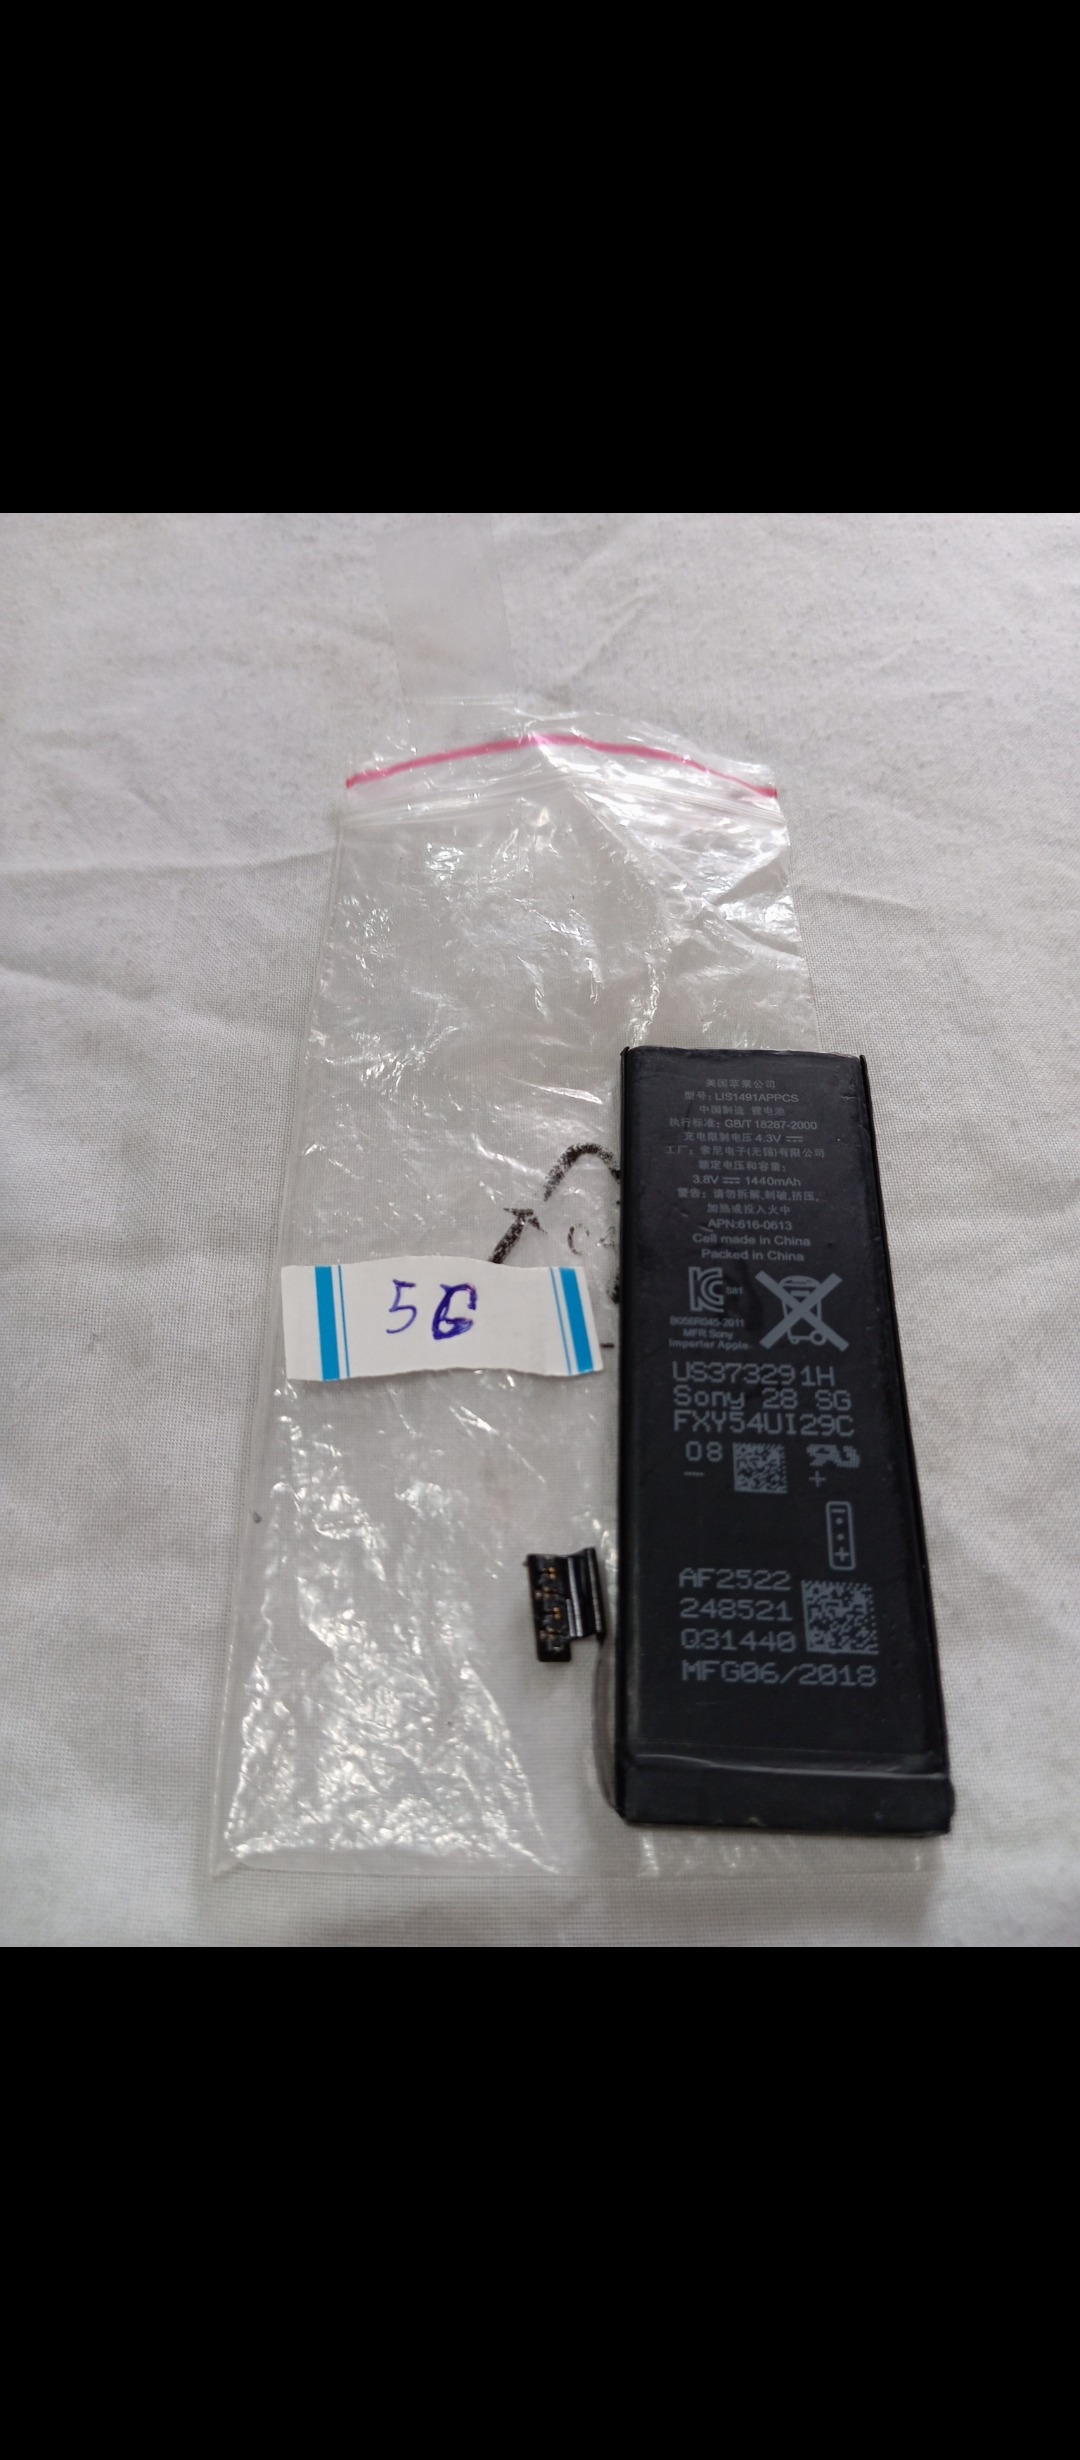 5G
美国苹果公司
型号: LIS1491APPCS
中国制造 锂电池
执行标准: GB/T 18287-2000
充电限制电压 4.3V
工厂: 索尼电子(无锡)有限公司
额定电压和容量:
3.8V 1440mAh
警告: 请勿拆解,刺破,挤压,
加热或投入火中
APN:616-0613
Cell made in China
Packed in China
MFR Sony
Importer Apple
US373291H
Sony 28 SG
FXY54UI29C
08
- +
- +
AF2522
248521
Q31440
MFG06/2018